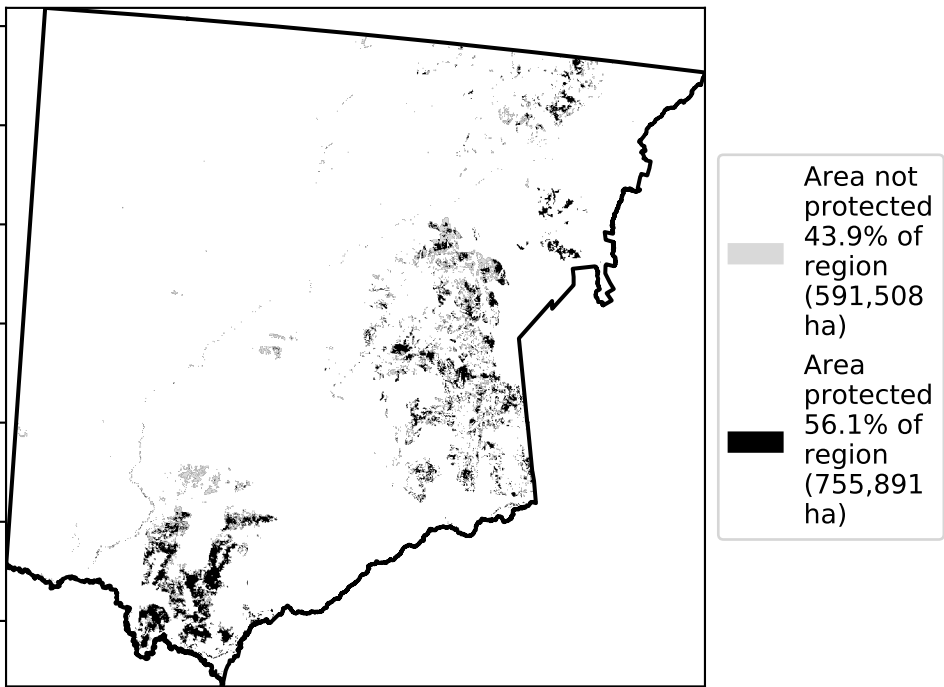 Area not
protected
43.9% of
region
(591,508
ha)
Area
protected
56.1% of
region
(755,891
ha)